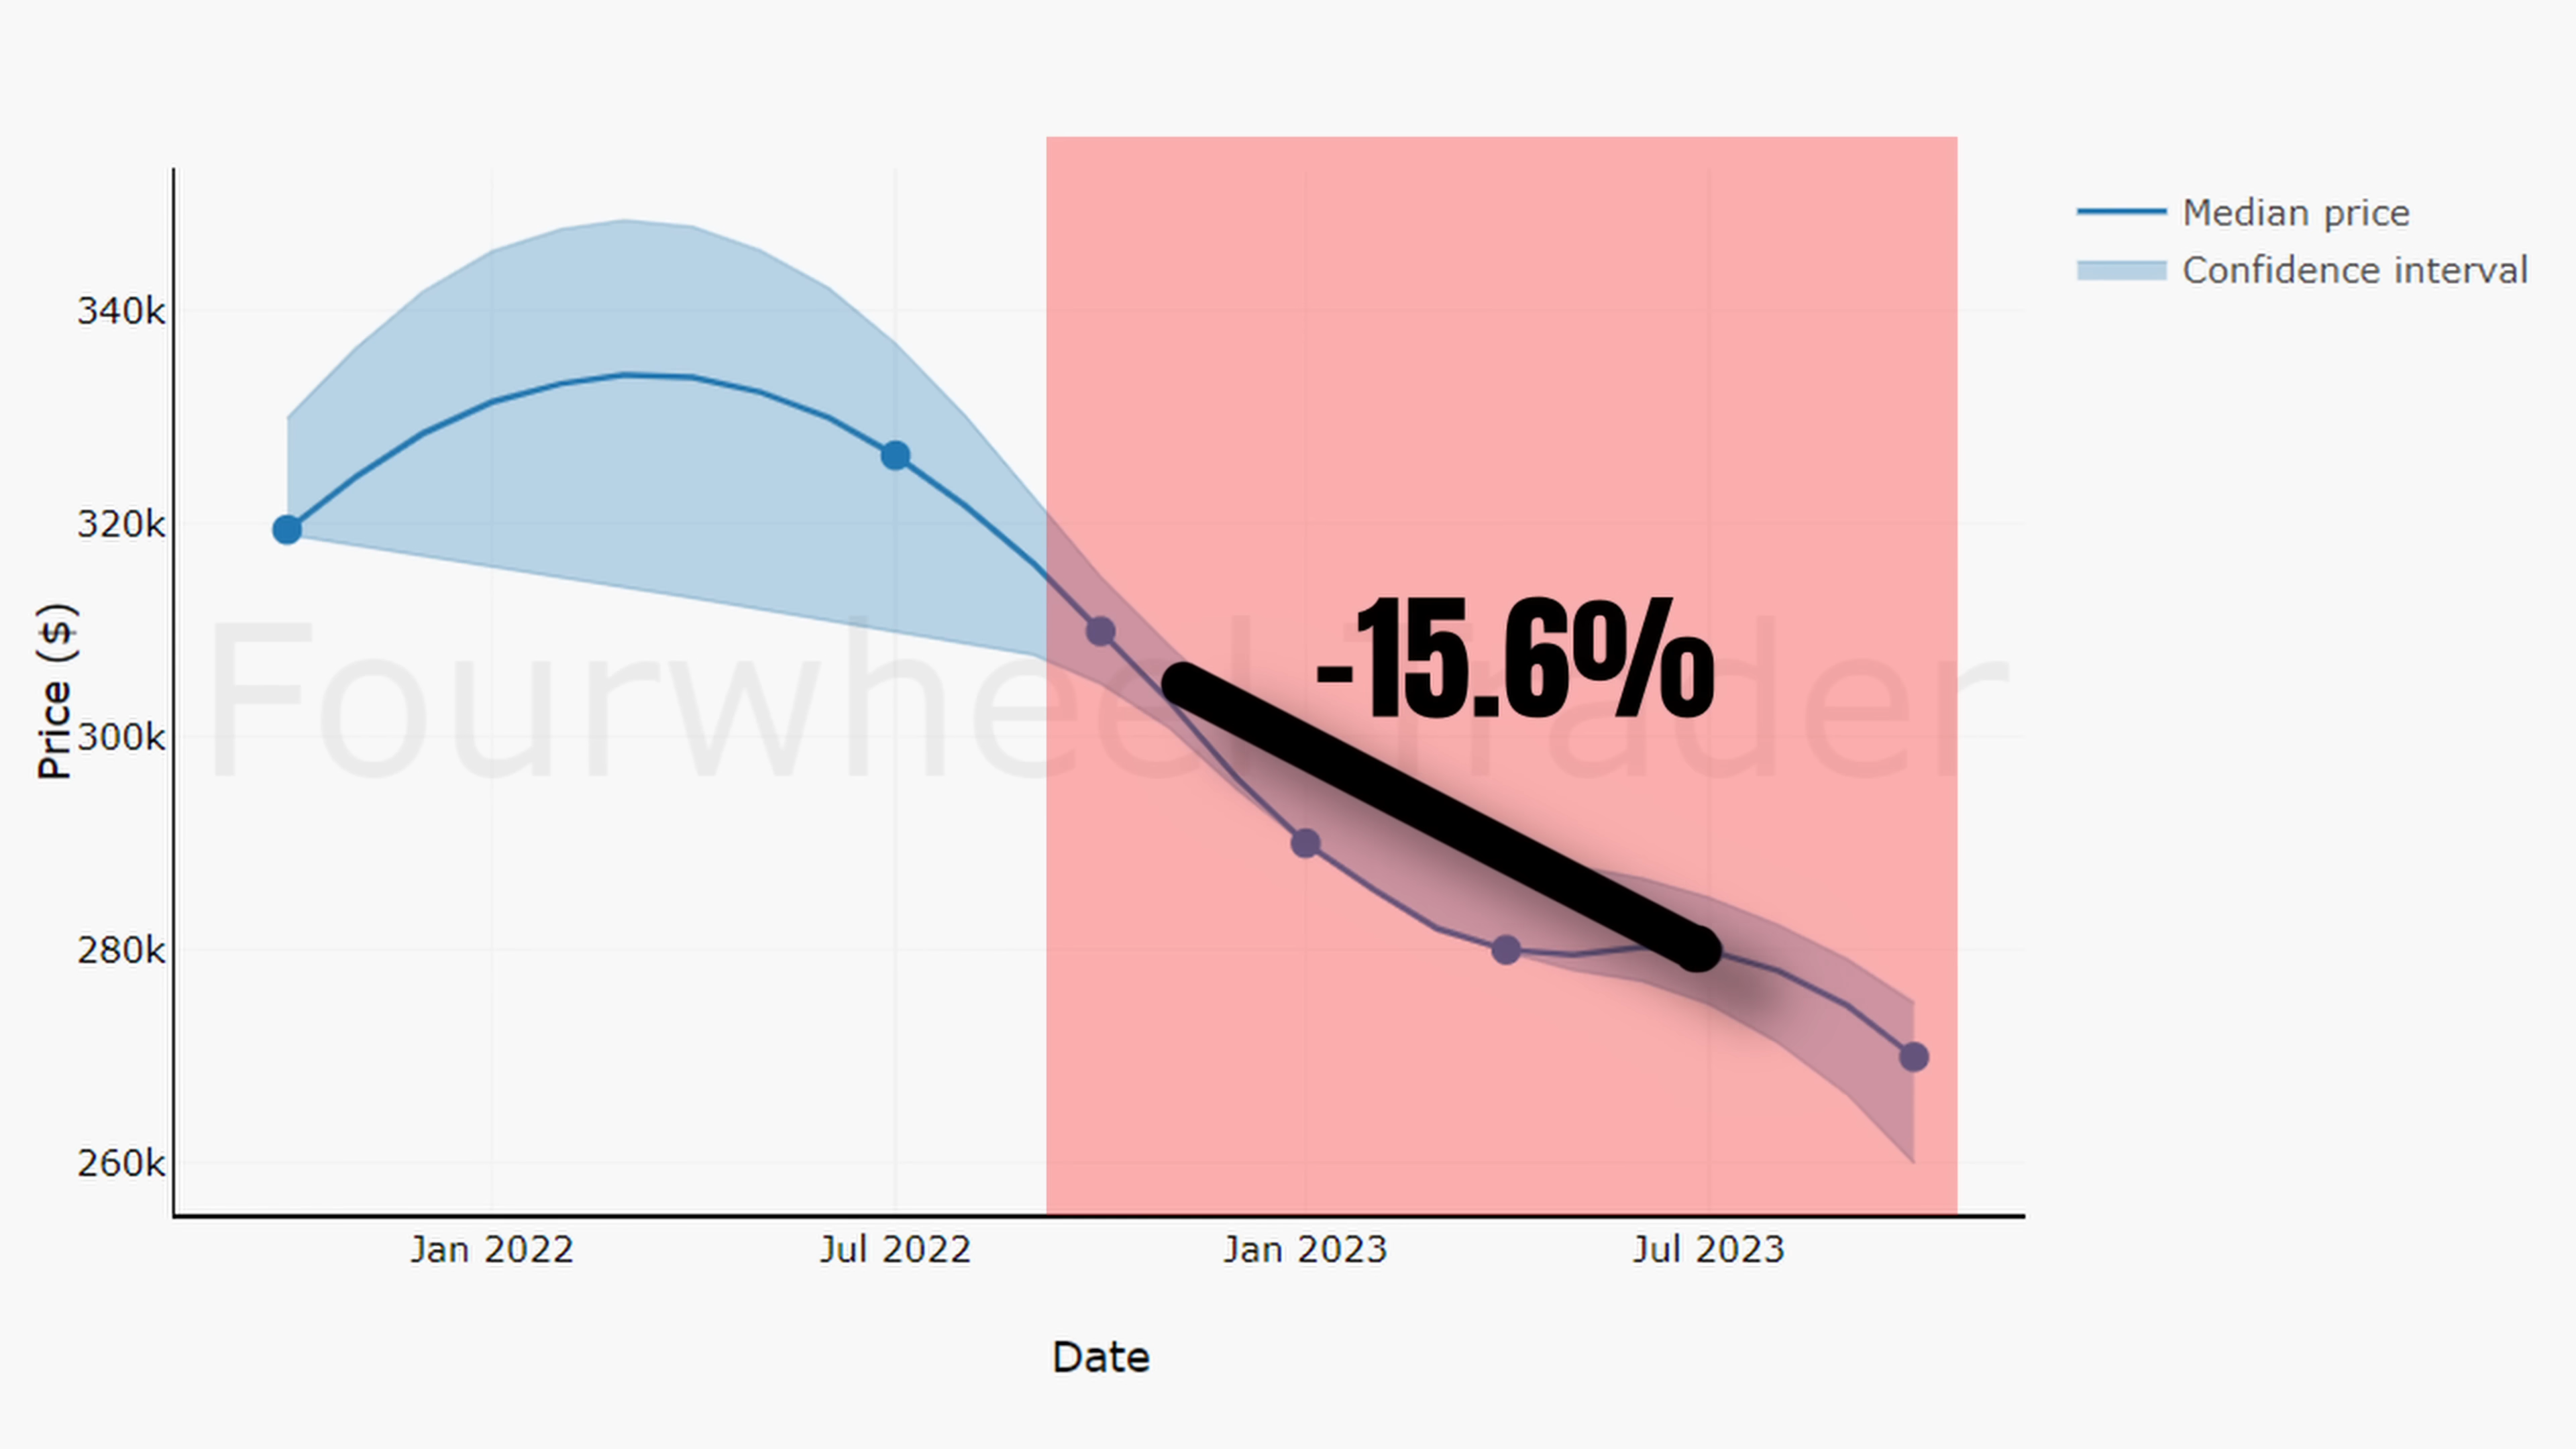 Median price
Confidence interval
340k
320k
300k
280k
260k
Price ($)
Fourwheel Trader
-15.6%
Jan 2022
Jul 2022
Jan 2023
Jul 2023
Date